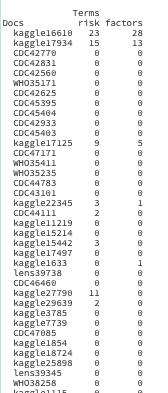 Terms
Docs risk factors
kaggle16610 23 28
kaggle17934 15 13
CDC42770 0 0
CDC42831 0 0
CDC42560 0 0
WHO35171 0 0
CDC42625 0 0
CDC45395 0 0
CDC45404 0 0
CDC42933 0 0
CDC45403 0 0
kaggle17125 9 5
CDC47171 0 0
WHO35411 0 0
WHO35235 0 0
CDC44783 0 0
CDC43101 0 0
kaggle22345 3 1
CDC44111 2 0
kaggle11219 0 0
kaggle15214 0 0
kaggle15442 3 0
kaggle17497 0 0
kaggle1633 0 1
lens39738 0 0
CDC46460 0 0
kaggle27790 11 0
kaggle29639 2 0
kaggle3785 0 0
kaggle7739 0 0
CDC47085 0 0
kaggle1854 0 0
kaggle18724 0 0
kaggle25898 0 0
lens39345 0 0
WHO38258 0 0